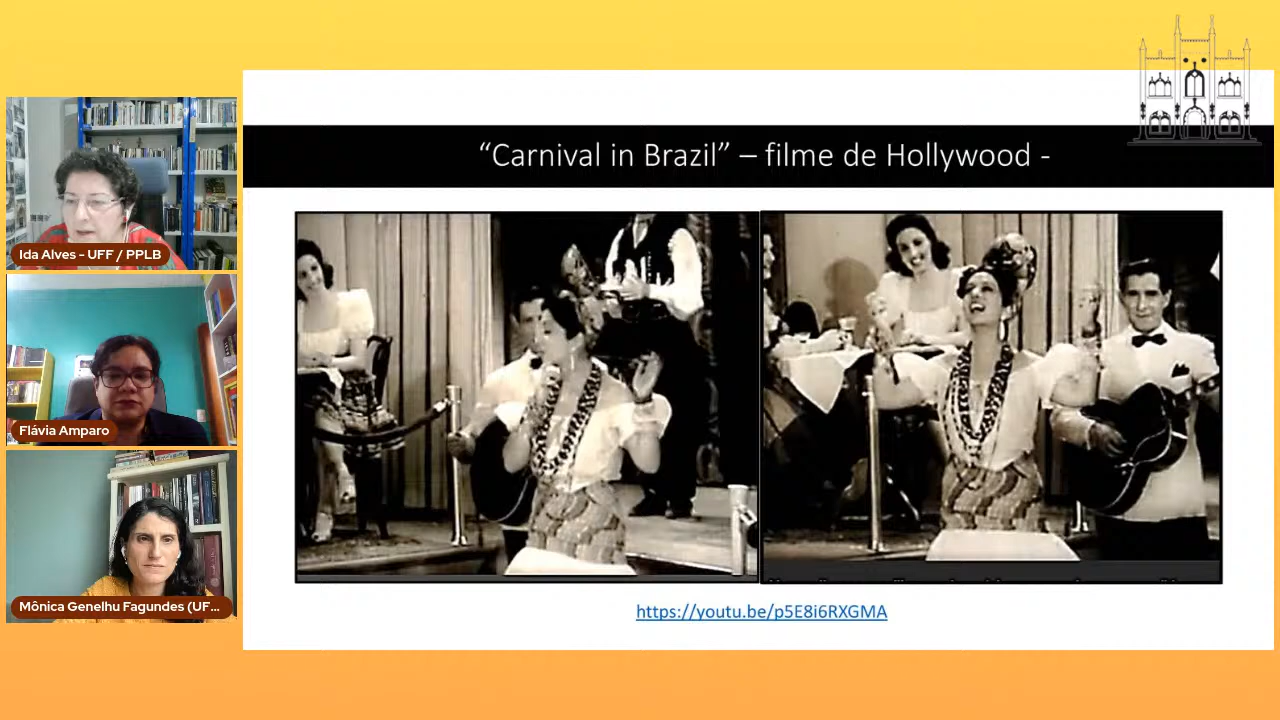 “Carnival in Brazil” – filme de Hollywood -
Ida Alves - UFF / PPLB
Flávia Amparo
Mônica Genelhu Fagundes (UF...
https://youtu.be/p5E8i6RXGMA